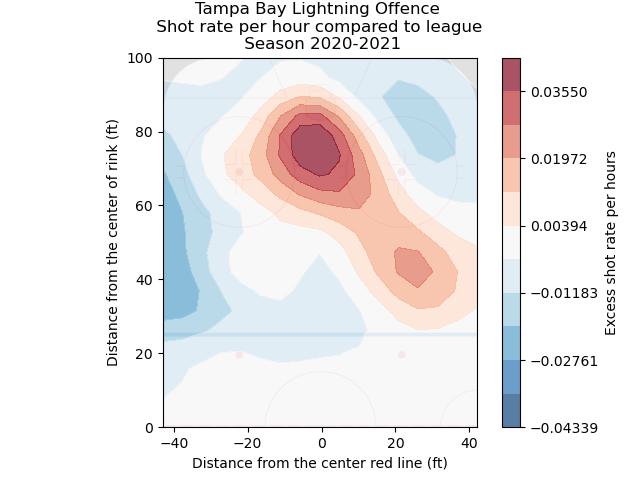 Tampa Bay Lightning Offence
Shot rate per hour compared to league
Season 2020-2021
100
80
60
40
20
0
Distance from the center of rink (ft)
−40
−20
0
20
40
Distance from the center red line (ft)
0.03550
0.01972
0.00394
−0.01183
−0.02761
−0.04339
Excess shot rate per hours